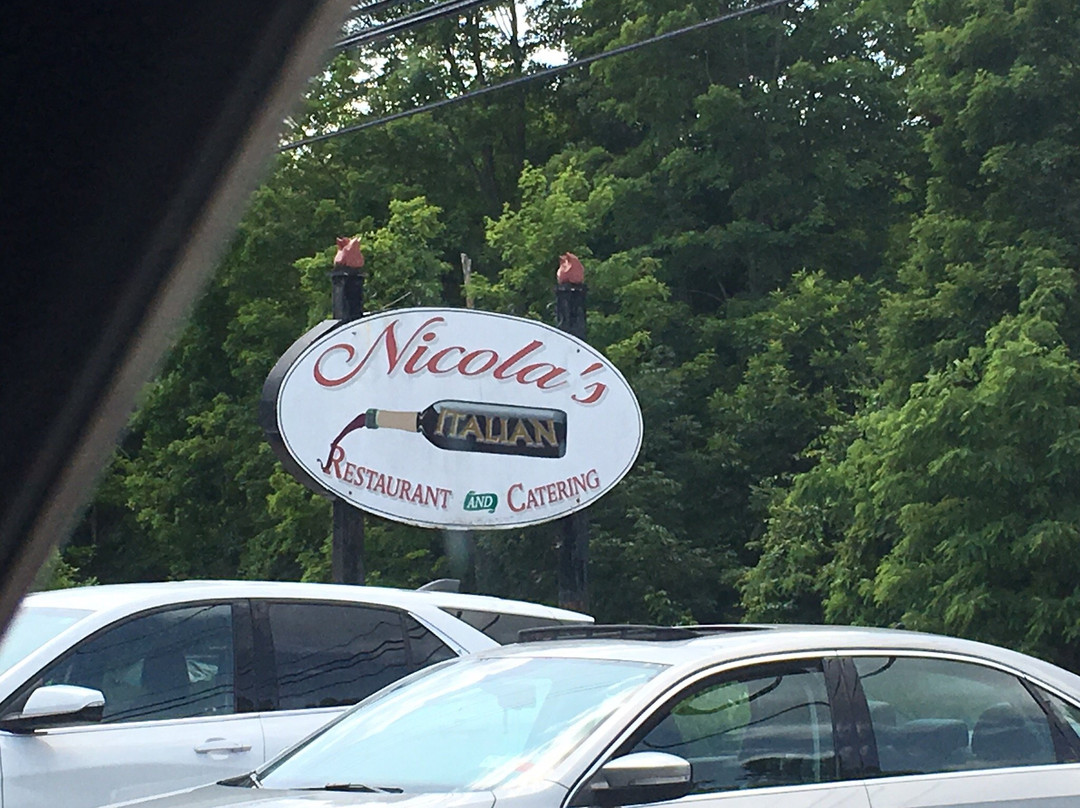 Nicola's
ITALIAN
RESTAURANT AND CATERING